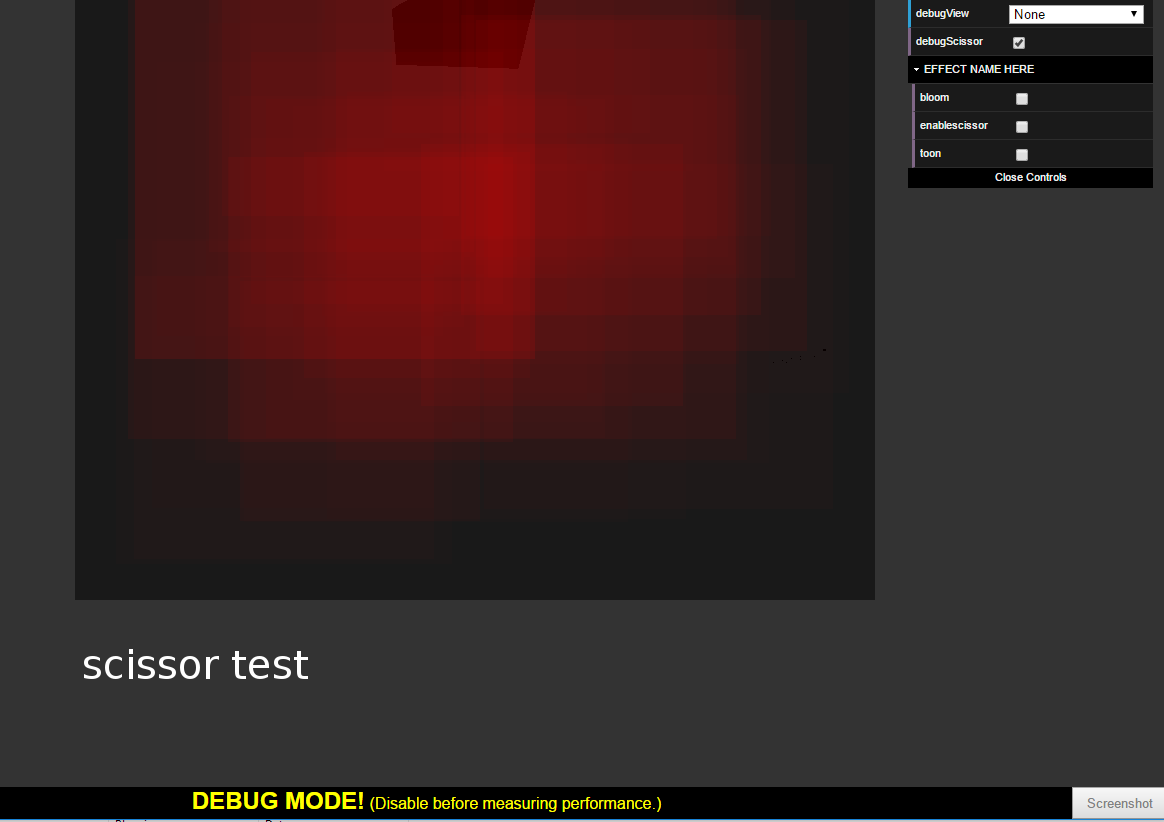 debugView None
debugScissor
EFFECT NAME HERE
bloom
enablescissor
toon
Close Controls
scissor test
DEBUG MODE! (Disable before measuring performance.)
Screenshot